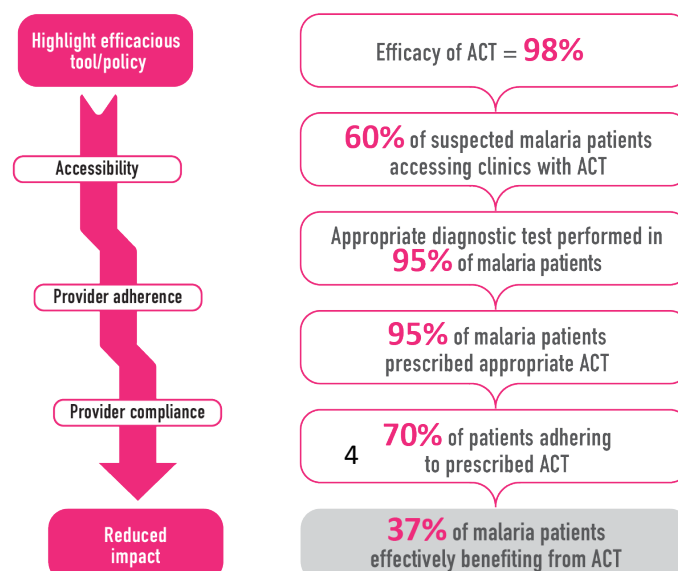 Highlight efficacious
tool/policy
Accessibility
Provider adherence
Provider compliance
Reduced
impact
Efficacy of ACT = 98%
60% of suspected malaria patients
accessing clinics with ACT
Appropriate diagnostic test performed in
95% of malaria patients
95% of malaria patients
prescribed appropriate ACT
70% of patients adhering
4
to prescribed ACT
37% of malaria patients
effectively benefiting from ACT